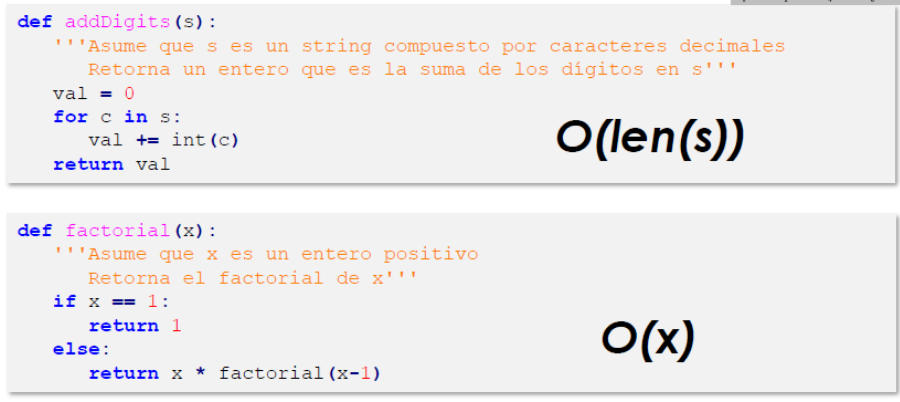 def addDigits(s):
'''Asume que s es un string compuesto por caracteres decimales
Retorna un entero que es la suma de los dígitos en s'''
val = 0
for c in s:
val += int(c)
return val
O(len(s))
def factorial(x):
'''Asume que x es un entero positivo
Retorna el factorial de x'''
if x == 1:
return 1
else:
return x * factorial(x-1)
O(x)